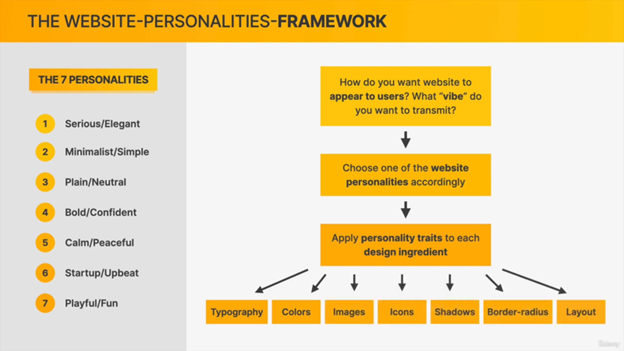 THE WEBSITE-PERSONALITIES-FRAMEWORK
THE 7 PERSONALITIES
1 Serious/Elegant
2 Minimalist/Simple
3 Plain/Neutral
4 Bold/Confident
5 Calm/Peaceful
6 Startup/Upbeat
7 Playful/Fun
How do you want website to
appear to users? What “vibe” do
you want to transmit?
Choose one of the website
personalities accordingly
Apply personality traits to each
design ingredient
Typography
Colors
Images
Icons
Shadows
Border-radius
Layout
Udemy